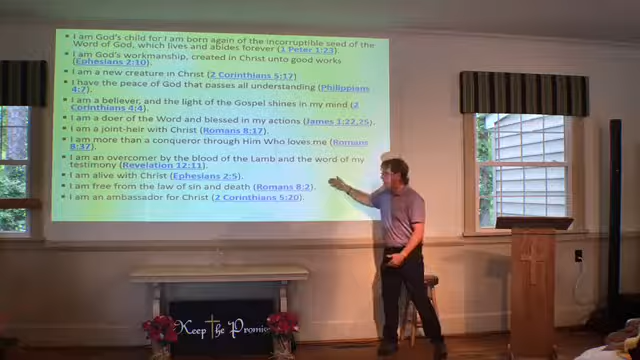 • I am God's child for I am born again of the incorruptible seed of the
Word of God, which lives and abides forever (1 Peter 1:23)
• I am God's workmanship, created in Christ unto good works
(Ephesians 2:10)
• I am a new creature in Christ (2 Corinthians 5:17)
• I have the peace of God that passes all understanding (Philippians
4:7).
• I am a believer, and the light of the Gospel shines in my mind (2
Corinthians 4:4)
• I am a doer of the Word and blessed in my actions (James 1:22,25).
• I am a joint-heir with Christ (Romans 8:17)
• I am more than a conqueror through Him Who loves me (Romans
8:37)
• I am an overcomer by the blood of the Lamb and the word of my
testimony (Revelation 12:11).
• I am alive with Christ (Ephesians 2:5)
• I am free from the law of sin and death (Romans 8:2)
• I am an ambassador for Christ (2 Corinthians 5:20)
Keep The Promise